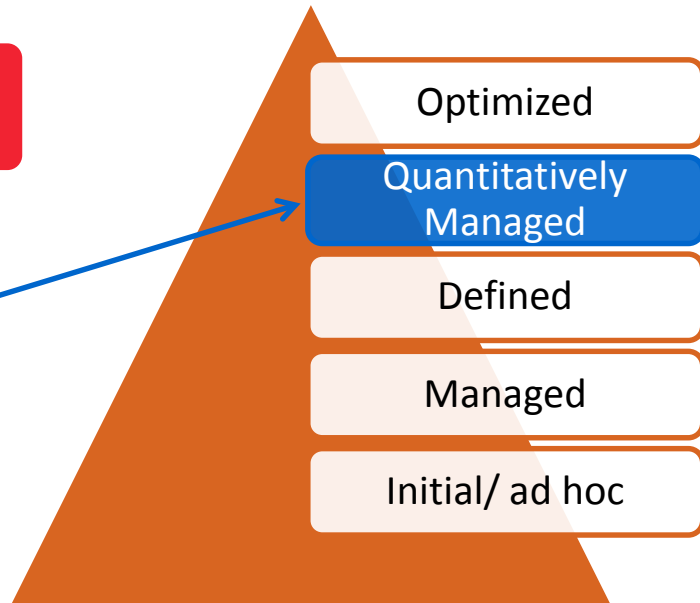 Optimized
Quantitatively
Managed
Defined
Managed
Initial/ ad hoc